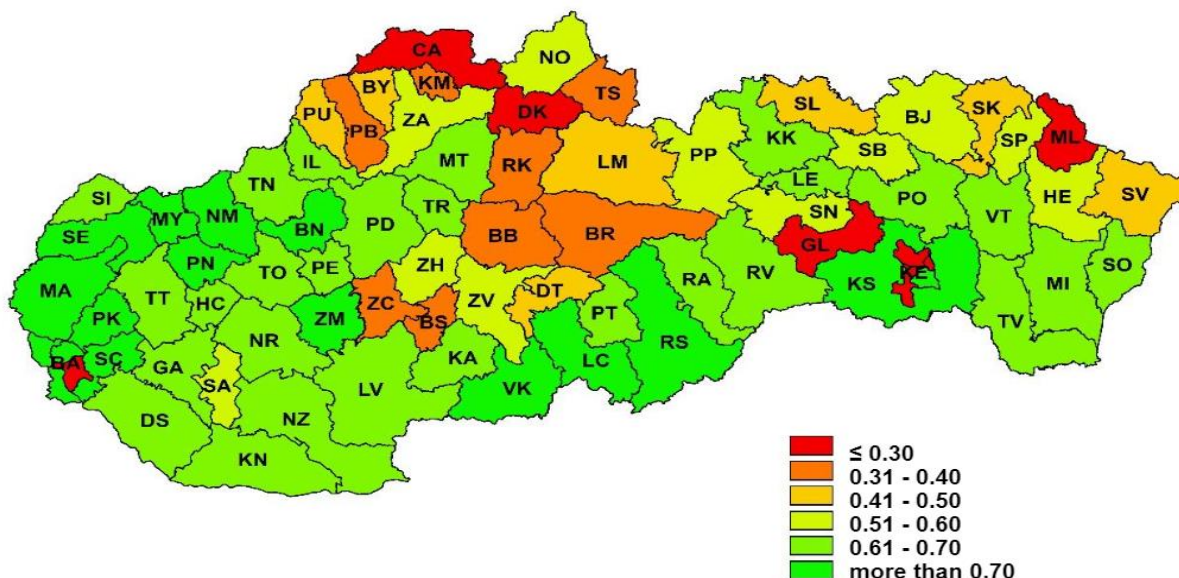 CA
NO
BY
KM
TS
PU
DK
SL
SK
PB
ZA
BJ
SP
ML
KK
IL
MT
RK
LM
PP
SB
TN
LE
HE
SV
SI
MY
NM
TR
PO
VT
SE
BN
PD
BB
BR
SN
GL
SO
PN
TO
PE
ZH
RA
RV
KS
KE
MA
TT
HC
ZC
ZV
DT
MI
PK
ZM
BS
PT
TV
BA
SC
NR
KA
LC
RS
GA
SA
LV
VK
DS
NZ
KN
≤ 0.30
0.31 - 0.40
0.41 - 0.50
0.51 - 0.60
0.61 - 0.70
more than 0.70